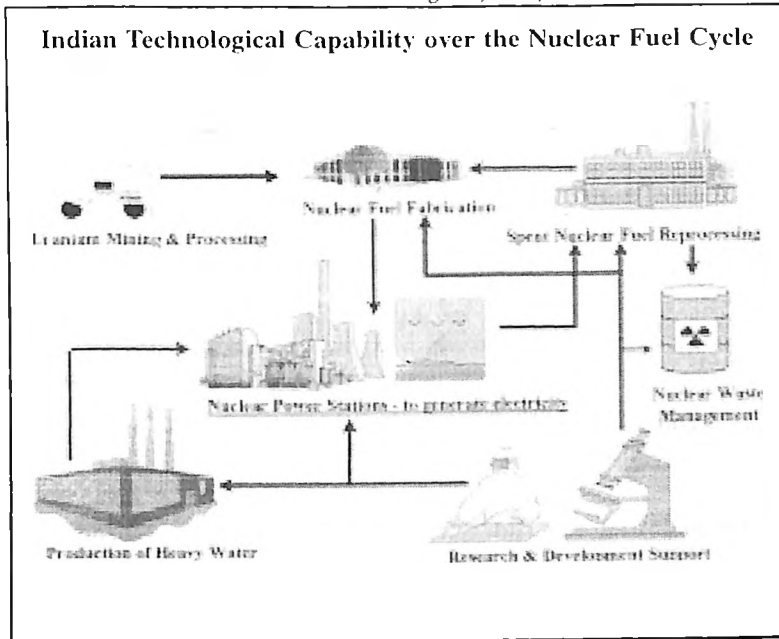 Indian Technological Capability over the Nuclear Fuel Cycle
Nuclear Fuel Fabrication
Uranium Mining & Processing
Spent Nuclear Fuel Reprocessing
Nuclear Power Stations - to generate electricity
Nuclear Waste
Management
Production of Heavy Water
Research & Development Support